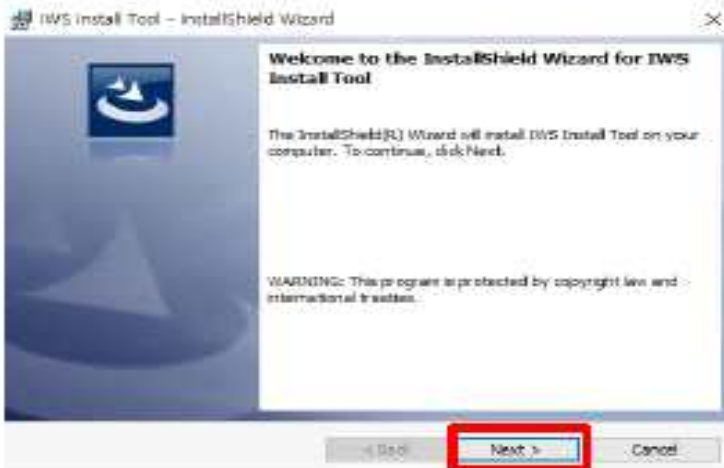 IWS Install Tool - InstallShield Wizard
Welcome to the InstallShield Wizard for IWS
Install Tool
The InstallShield(R) Wizard will install IWS Install Tool on your
computer. To continue, click Next.
WARNING: This program is protected by copyright law and
international treaties.
< Back
Next >
Cancel